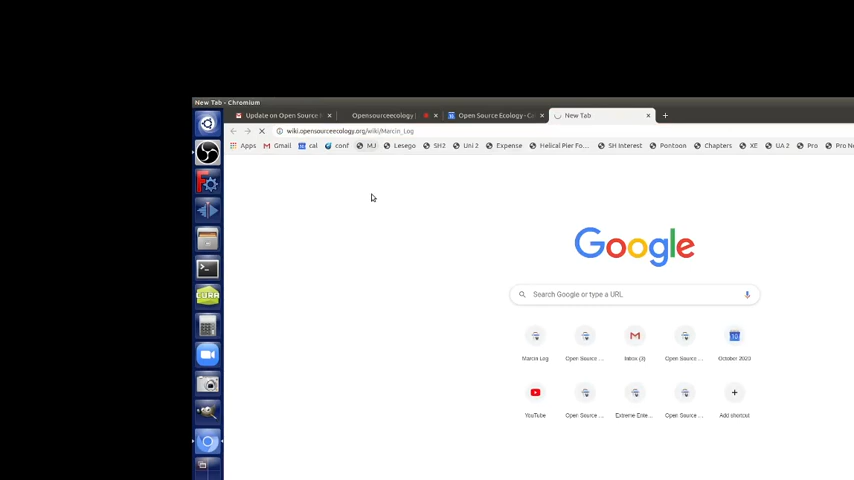 New Tab - Chromium
Update on Open Source
Opensourceecology
Open Source Ecology - Ca
New Tab
wiki.opensourceecology.org/wiki/Marcin_Log
Apps Gmail cal conf MJ Lesego SH2 Uni 2 Expense Helical Pier Fo... SH Interest Pontoon Chapters XE UA 2 Pro Pro N
Google
Search Google or type a URL
Marcin Log Open Source ... Inbox (3) Open Source ... October 2023
YouTube Open Source ... Extreme Ente... Open Source ... Add shortcut
CURA